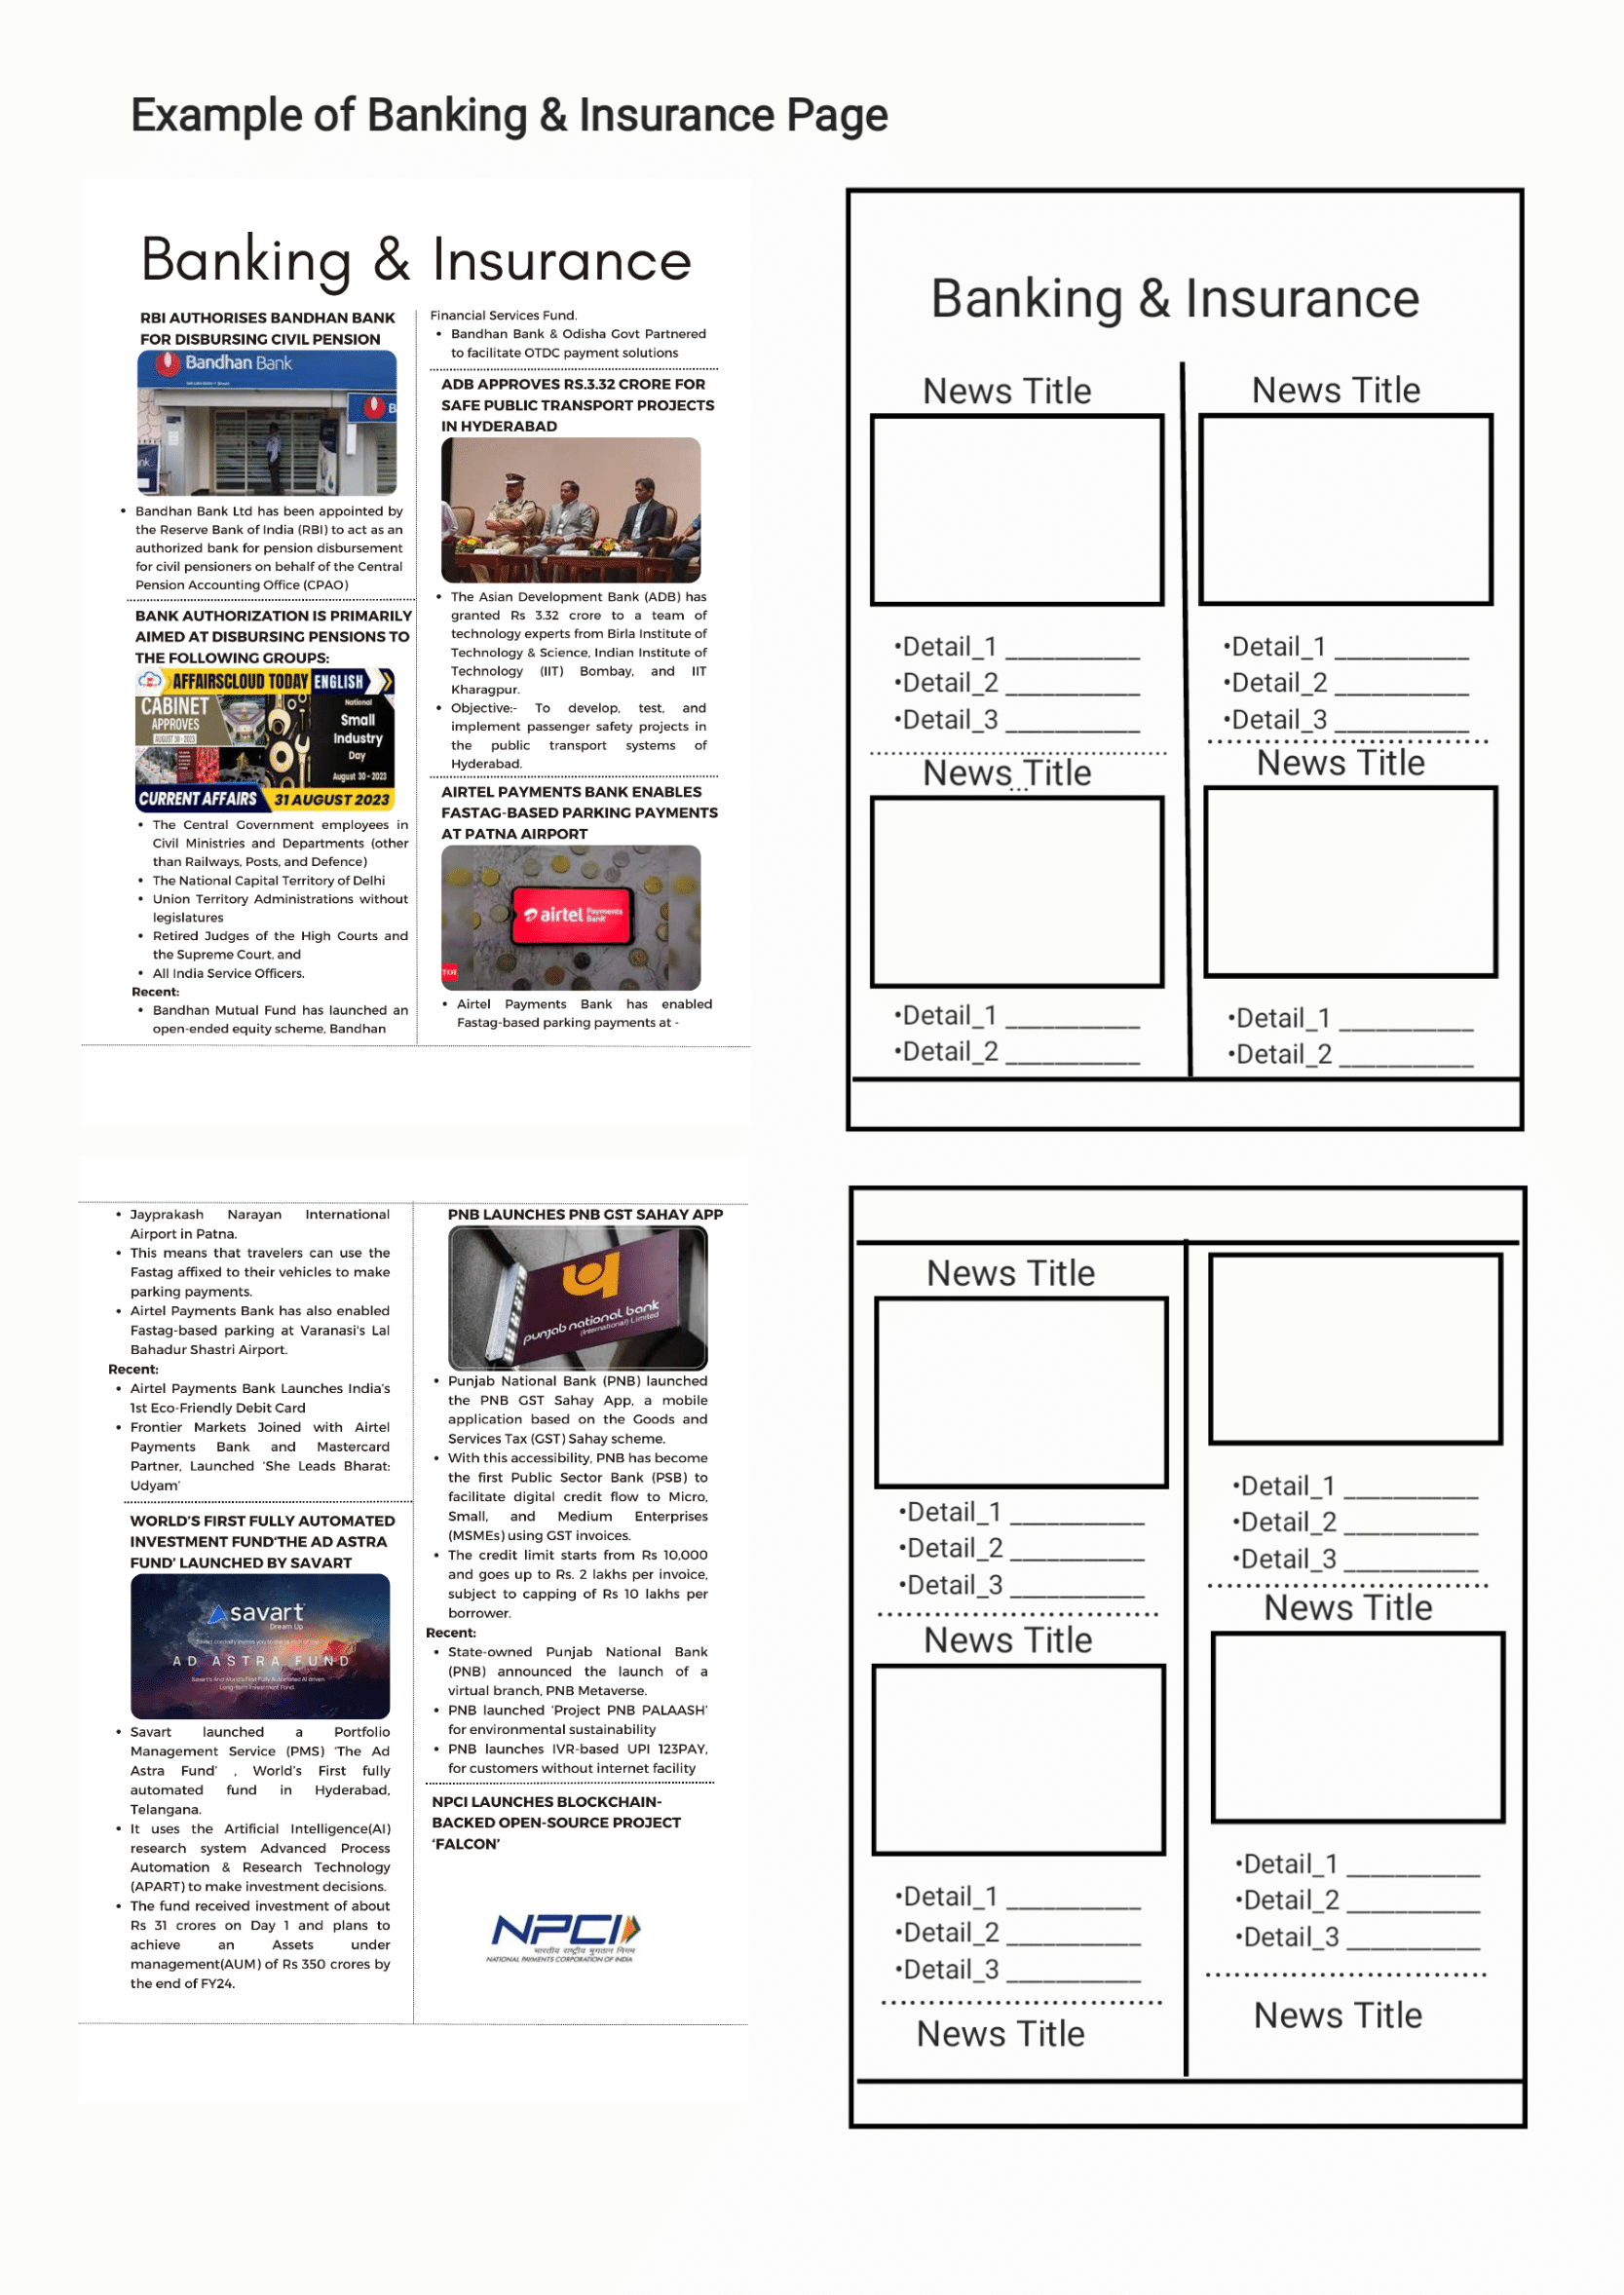 Example of Banking & Insurance Page
Banking & Insurance
RBI AUTHORISES BANDHAN BANK
FOR DISBURSING CIVIL PENSION
Bandhan Bank
• Bandhan Bank Ltd has been appointed by
the Reserve Bank of India (RBI) to act as an
authorized bank for pension disbursement
for civil pensioners on behalf of the Central
Pension Accounting Office (CPAO)
BANK AUTHORIZATION IS PRIMARILY
AIMED AT DISBURSING PENSIONS TO
THE FOLLOWING GROUPS:
AFFAIRSCLOUD TODAY ENGLISH
CABINET
APPROVES
AUGUST 30 - 2023
National
Small
Industry
Day
August 30 - 2023
CURRENT AFFAIRS 31 AUGUST 2023
• The Central Government employees in
Civil Ministries and Departments (other
than Railways, Posts, and Defence)
• The National Capital Territory of Delhi
• Union Territory Administrations without
legislatures
• Retired Judges of the High Courts and
the Supreme Court, and
• All India Service Officers.
Recent:
• Bandhan Mutual Fund has launched an
open-ended equity scheme, Bandhan
Financial Services Fund.
• Bandhan Bank & Odisha Govt Partnered
to facilitate OTDC payment solutions
ADB APPROVES RS.3.32 CRORE FOR
SAFE PUBLIC TRANSPORT PROJECTS
IN HYDERABAD
• The Asian Development Bank (ADB) has
granted Rs 3.32 crore to a team of
technology experts from Birla Institute of
Technology & Science, Indian Institute of
Technology (IIT) Bombay, and IIT
Kharagpur.
• Objective:- To develop, test, and
implement passenger safety projects in
the public transport systems of
Hyderabad.
AIRTEL PAYMENTS BANK ENABLES
FASTAG-BASED PARKING PAYMENTS
AT PATNA AIRPORT
airtel Payments Bank
TOI
• Airtel Payments Bank has enabled
Fastag-based parking payments at -
Banking & Insurance
News Title
•Detail_1 __________
•Detail_2 __________
•Detail_3 __________
News Title
•Detail_1 __________
•Detail_2 __________
News Title
•Detail_1 __________
•Detail_2 __________
•Detail_3 __________
News Title
•Detail_1 __________
•Detail_2 __________
• Jayprakash Narayan International
Airport in Patna.
• This means that travelers can use the
Fastag affixed to their vehicles to make
parking payments.
• Airtel Payments Bank has also enabled
Fastag-based parking at Varanasi's Lal
Bahadur Shastri Airport.
Recent:
• Airtel Payments Bank Launches India's
1st Eco-Friendly Debit Card
• Frontier Markets Joined with Airtel
Payments Bank and Mastercard
Partner, Launched 'She Leads Bharat:
Udyam'
WORLD'S FIRST FULLY AUTOMATED
INVESTMENT FUND'THE AD ASTRA
FUND' LAUNCHED BY SAVART
savart
Dream Up
AD ASTRA FUND
• Savart launched a Portfolio
Management Service (PMS) 'The Ad
Astra Fund' , World's First fully
automated fund in Hyderabad,
Telangana.
• It uses the Artificial Intelligence(AI)
research system Advanced Process
Automation & Research Technology
(APART) to make investment decisions.
• The fund received investment of about
Rs 31 crores on Day 1 and plans to
achieve an Assets under
management(AUM) of Rs 350 crores by
the end of FY24.
PNB LAUNCHES PNB GST SAHAY APP
punjab national bank
(International) Limited
• Punjab National Bank (PNB) launched
the PNB GST Sahay App, a mobile
application based on the Goods and
Services Tax (GST) Sahay scheme.
• With this accessibility, PNB has become
the first Public Sector Bank (PSB) to
facilitate digital credit flow to Micro,
Small, and Medium Enterprises
(MSMEs) using GST invoices.
• The credit limit starts from Rs 10,000
and goes up to Rs. 2 lakhs per invoice,
subject to capping of Rs 10 lakhs per
borrower.
Recent:
• State-owned Punjab National Bank
(PNB) announced the launch of a
virtual branch, PNB Metaverse.
• PNB launched 'Project PNB PALAASH'
for environmental sustainability
• PNB launches IVR-based UPI 123PAY,
for customers without internet facility
NPCI LAUNCHES BLOCKCHAIN-
BACKED OPEN-SOURCE PROJECT
'FALCON'
NPCI
भारतीय राष्ट्रीय भुगतान निगम
NATIONAL PAYMENTS CORPORATION OF INDIA
News Title
•Detail_1 __________
•Detail_2 __________
•Detail_3 __________
News Title
•Detail_1 __________
•Detail_2 __________
•Detail_3 __________
News Title
•Detail_1 __________
•Detail_2 __________
•Detail_3 __________
News Title
•Detail_1 __________
•Detail_2 __________
•Detail_3 __________
News Title